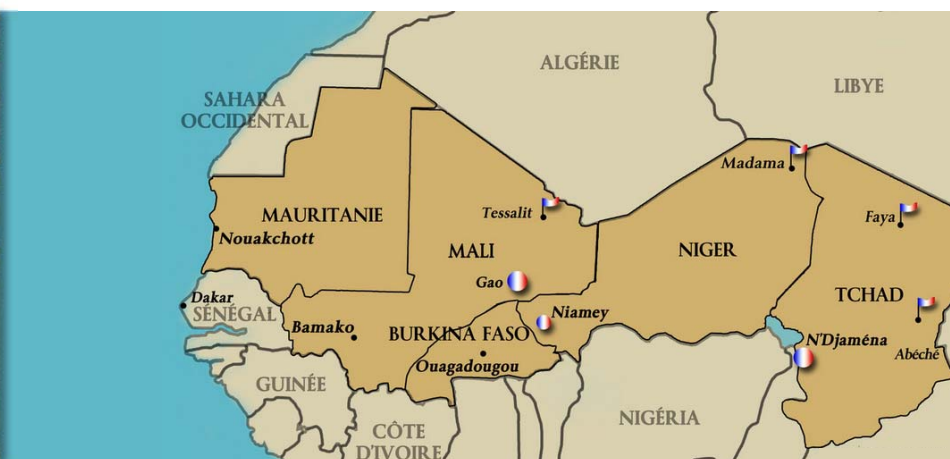 ALGÉRIE
LIBYE
SAHARA
OCCIDENTAL
Madama
MAURITANIE
Tessalit
Faya
Nouakchott
MALI
NIGER
Gao
TCHAD
Dakar
SÉNÉGAL
Niamey
Bamako
BURKINA FASO
N'Djaména
Abéché
Ouagadougou
GUINÉE
NIGÉRIA
CÔTE
D'IVOIRE